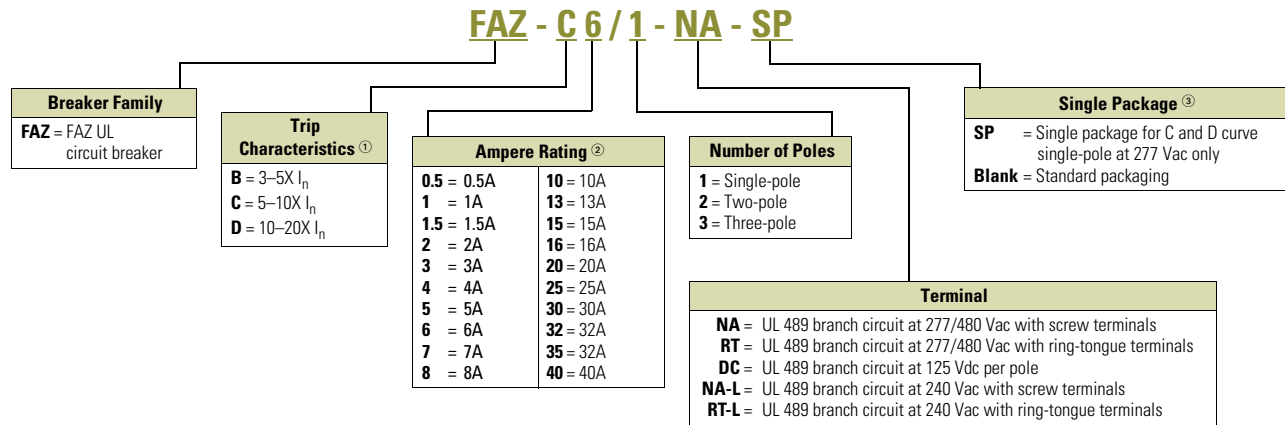 FAZ - C 6 / 1 - NA - SP
Breaker Family
FAZ = FAZ UL
circuit breaker
Trip
Characteristics ①
B = 3–5X In
C = 5–10X In
D = 10–20X In
Ampere Rating ②
0.5 = 0.5A
1 = 1A
1.5 = 1.5A
2 = 2A
3 = 3A
4 = 4A
5 = 5A
6 = 6A
7 = 7A
8 = 8A
10 = 10A
13 = 13A
15 = 15A
16 = 16A
20 = 20A
25 = 25A
30 = 30A
32 = 32A
35 = 32A
40 = 40A
Number of Poles
1 = Single-pole
2 = Two-pole
3 = Three-pole
Single Package ③
SP = Single package for C and D curve
single-pole at 277 Vac only
Blank = Standard packaging
Terminal
NA = UL 489 branch circuit at 277/480 Vac with screw terminals
RT = UL 489 branch circuit at 277/480 Vac with ring-tongue terminals
DC = UL 489 branch circuit at 125 Vdc per pole
NA-L = UL 489 branch circuit at 240 Vac with screw terminals
RT-L = UL 489 branch circuit at 240 Vac with ring-tongue terminals